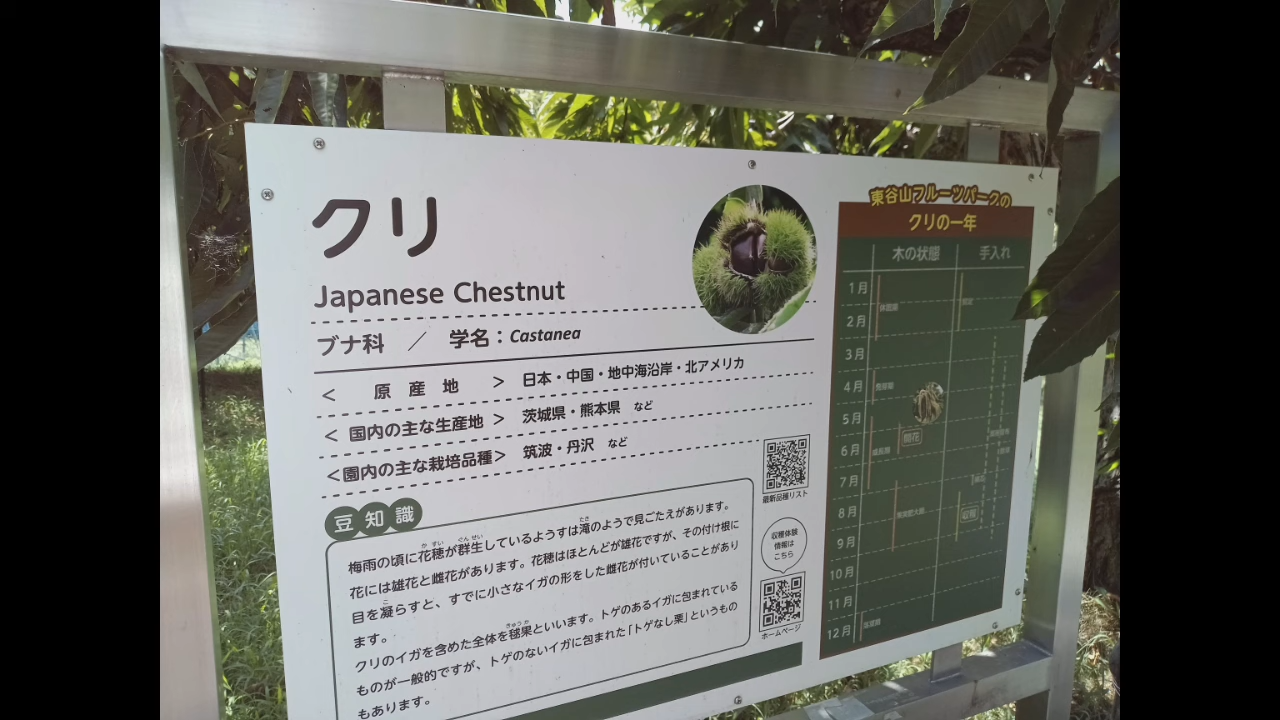 クリ
Japanese Chestnut
ブナ科 ／ 学名：Castanea
＜ 原 産 地 ＞ 日本・中国・地中海沿岸・北アメリカ
＜ 国内の主な生産地 ＞ 茨城県・熊本県 など
＜園内の主な栽培品種＞ 筑波・丹沢 など
豆知識
梅雨の頃に花穂が群生しているようすは滝のようで見ごたえがあります。
花には雄花と雌花があります。花穂はほとんどが雄花ですが、その付け根に
目を凝らすと、すでに小さなイガの形をした雌花が付いていることがあり
ます。
クリのイガを含めた全体を毬果といいます。トゲのあるイガに包まれている
ものが一般的ですが、トゲのないイガに包まれた「トゲなし栗」というもの
もあります。
最新品種リスト
収穫体験
情報は
こちら
ホームページ
東谷山フルーツパークの
クリの一年
木の状態 手入れ
1月
2月
3月
4月
5月
6月
7月
8月
9月
10月
11月
12月
休眠期
開花
収穫